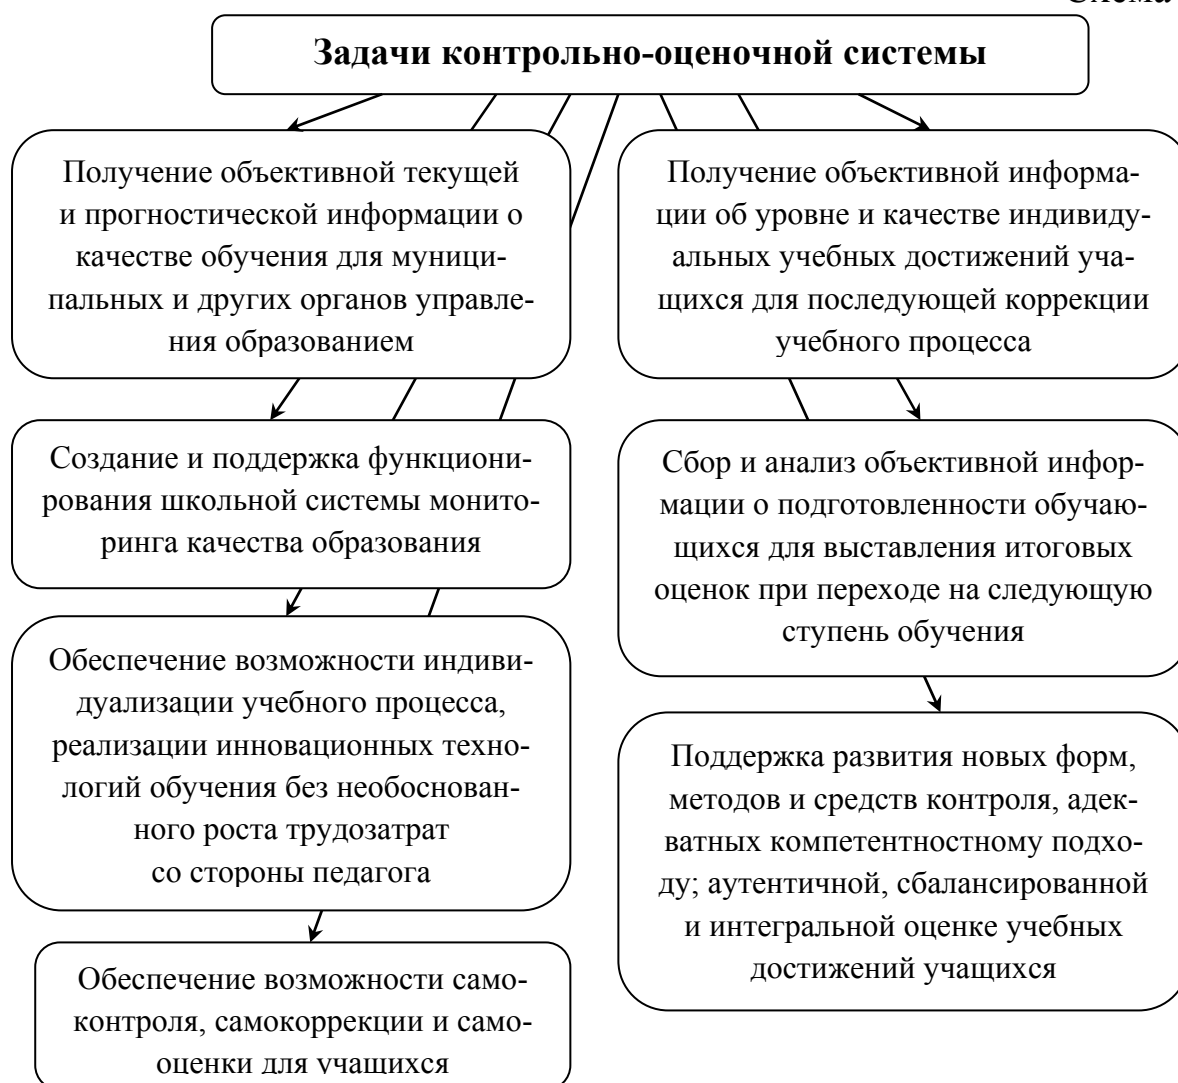 Схема
Задачи контрольно-оценочной системы
Получение объективной текущей
и прогностической информации о
качестве обучения для муници-
пальных и других органов управле-
ния образованием
Создание и поддержка функциони-
рования школьной системы монито-
ринга качества образования
Обеспечение возможности индиви-
дуализации учебного процесса,
реализации инновационных техно-
логий обучения без необоснован-
ного роста трудозатрат
со стороны педагога
Обеспечение возможности само-
контроля, самокоррекции и само-
оценки для учащихся
Получение объективной информа-
ции об уровне и качестве индивиду-
альных учебных достижений уча-
щихся для последующей коррекции
учебного процесса
Сбор и анализ объективной инфор-
мации о подготовленности обучаю-
щихся для выставления итоговых
оценок при переходе на следующую
ступень обучения
Поддержка развития новых форм,
методов и средств контроля, адек-
ватных компетентностному подхо-
ду; аутентичной, сбалансированной
и интегральной оценке учебных
достижений учащихся